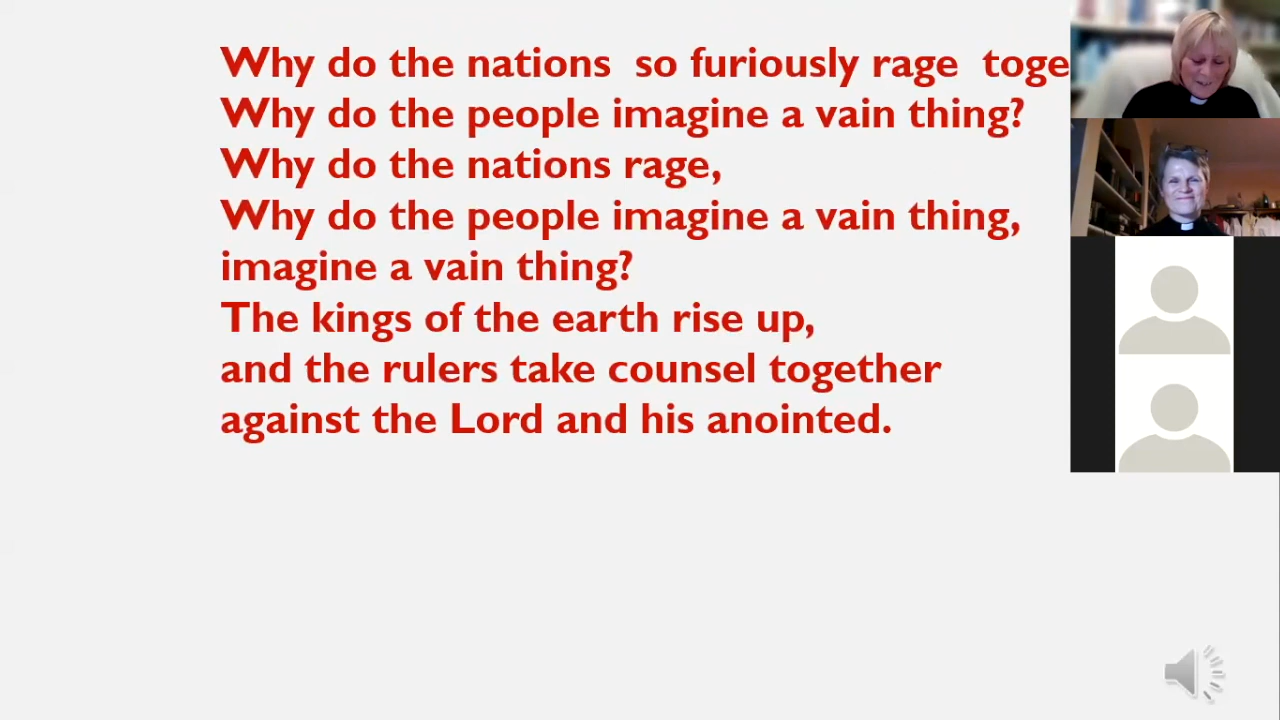 Why do the nations so furiously rage toge
Why do the people imagine a vain thing?
Why do the nations rage,
Why do the people imagine a vain thing,
imagine a vain thing?
The kings of the earth rise up,
and the rulers take counsel together
against the Lord and his anointed.